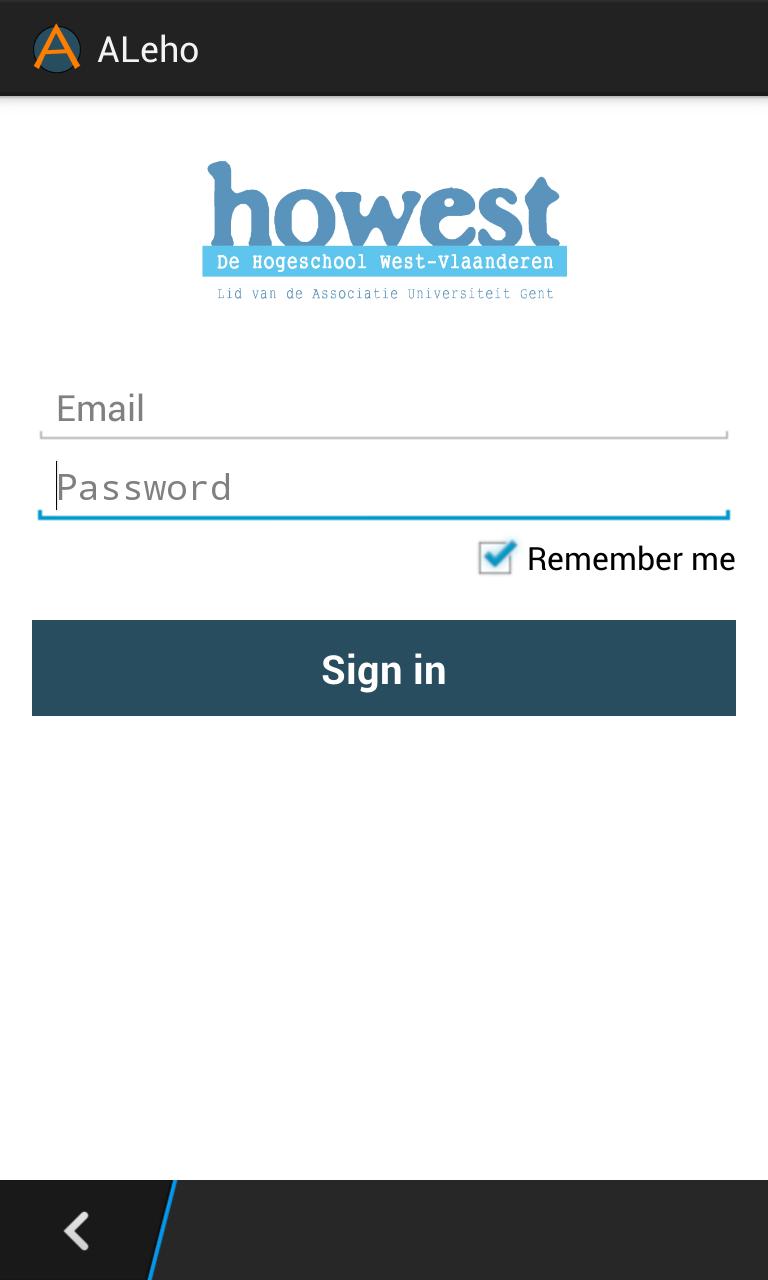 ALeho
howest
De Hogeschool West-Vlaanderen
Lid van de Associatie Universiteit Gent
Email
Password
Remember me
Sign in